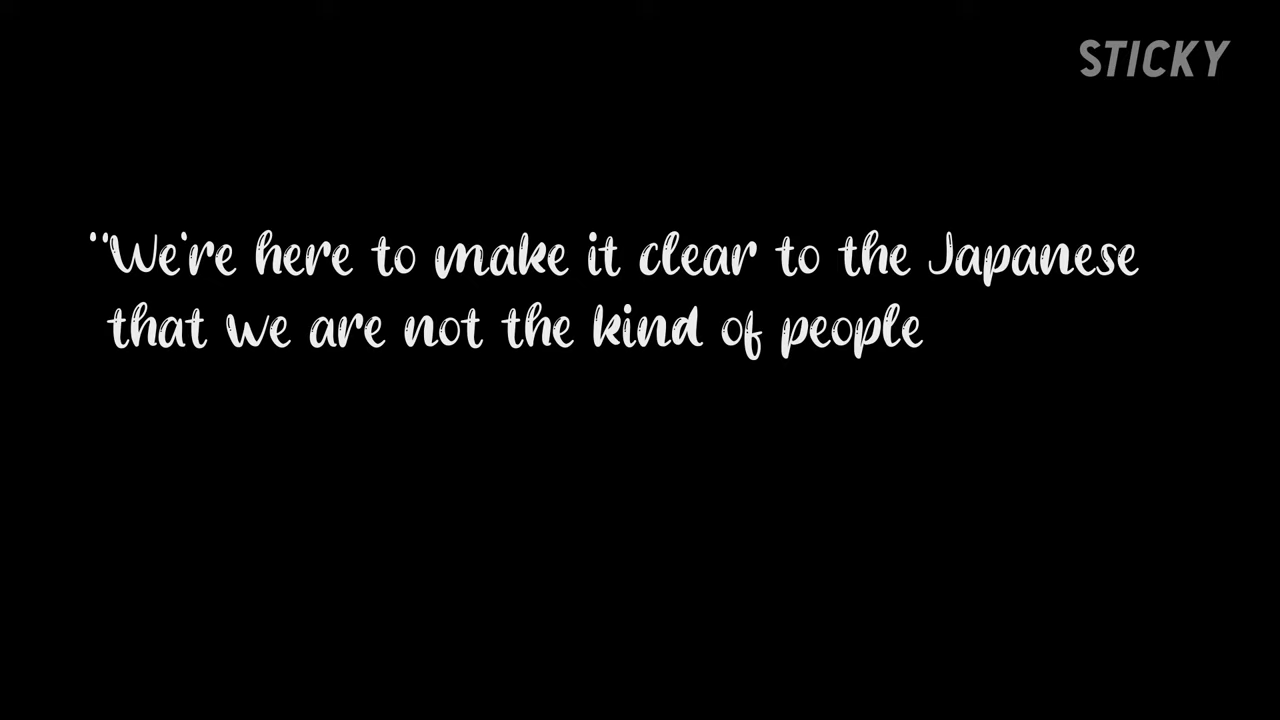 STICKY
"We're here to make it clear to the Japanese
that we are not the kind of people